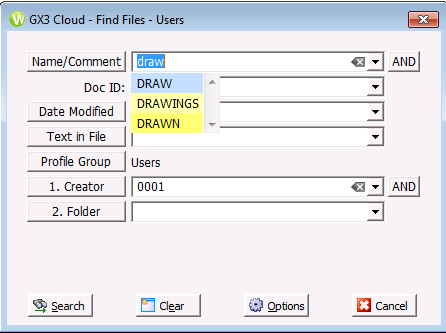 W GX3 Cloud - Find Files - Users
Name/Comment draw AND
Doc ID: DRAW
DRAWINGS
Date Modified
DRAWN
Text in File
Profile Group Users
1. Creator 0001 AND
2. Folder
Search Clear Options Cancel